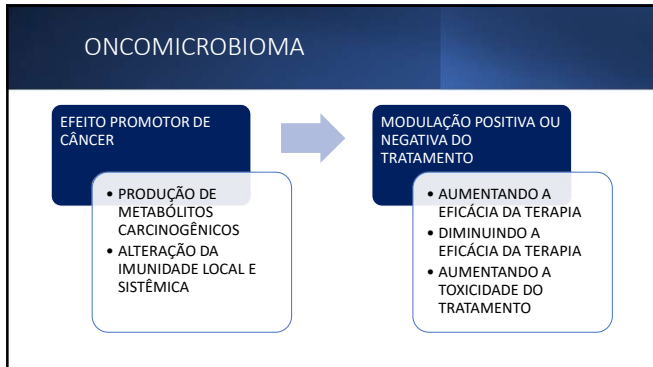 ONCOMICROBIOMA
EFEITO PROMOTOR DE
CÂNCER
• PRODUÇÃO DE
METABÓLITOS
CARCINOGÊNICOS
• ALTERAÇÃO DA
IMUNIDADE LOCAL E
SISTÊMICA
MODULAÇÃO POSITIVA OU
NEGATIVA DO
TRATAMENTO
• AUMENTANDO A
EFICÁCIA DA TERAPIA
• DIMINUINDO A
EFICÁCIA DA TERAPIA
• AUMENTANDO A
TOXICIDADE DO
TRATAMENTO